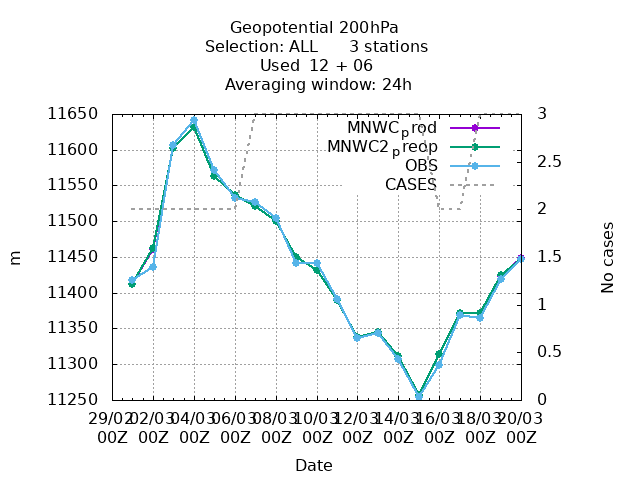 Geopotential 200hPa
Selection: ALL 3 stations
Used 12 + 06
Averaging window: 24h
11650
11600
11550
11500
11450
11400
11350
11300
11250
m
MNWCprod
MNWC2preop
OBS
CASES
3
2.5
2
1.5
1
0.5
0
No cases
29/02 02/03 04/03 06/03 08/03 10/03 12/03 14/03 16/03 18/03 20/03
00Z 00Z 00Z 00Z 00Z 00Z 00Z 00Z 00Z 00Z 00Z
Date